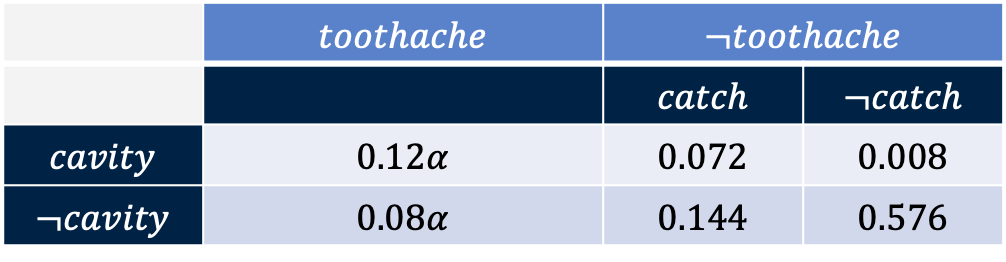 toothache ¬toothache
catch ¬catch
cavity 0.12α 0.072 0.008
¬cavity 0.08α 0.144 0.576